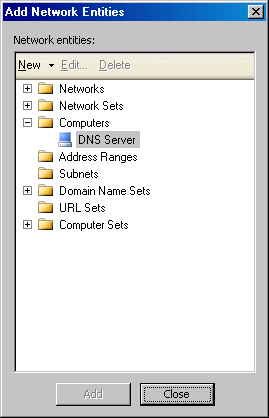 Add Network Entities
Network entities:
New Edit... Delete
Networks
Network Sets
Computers
DNS Server
Address Ranges
Subnets
Domain Name Sets
URL Sets
Computer Sets
Add Close